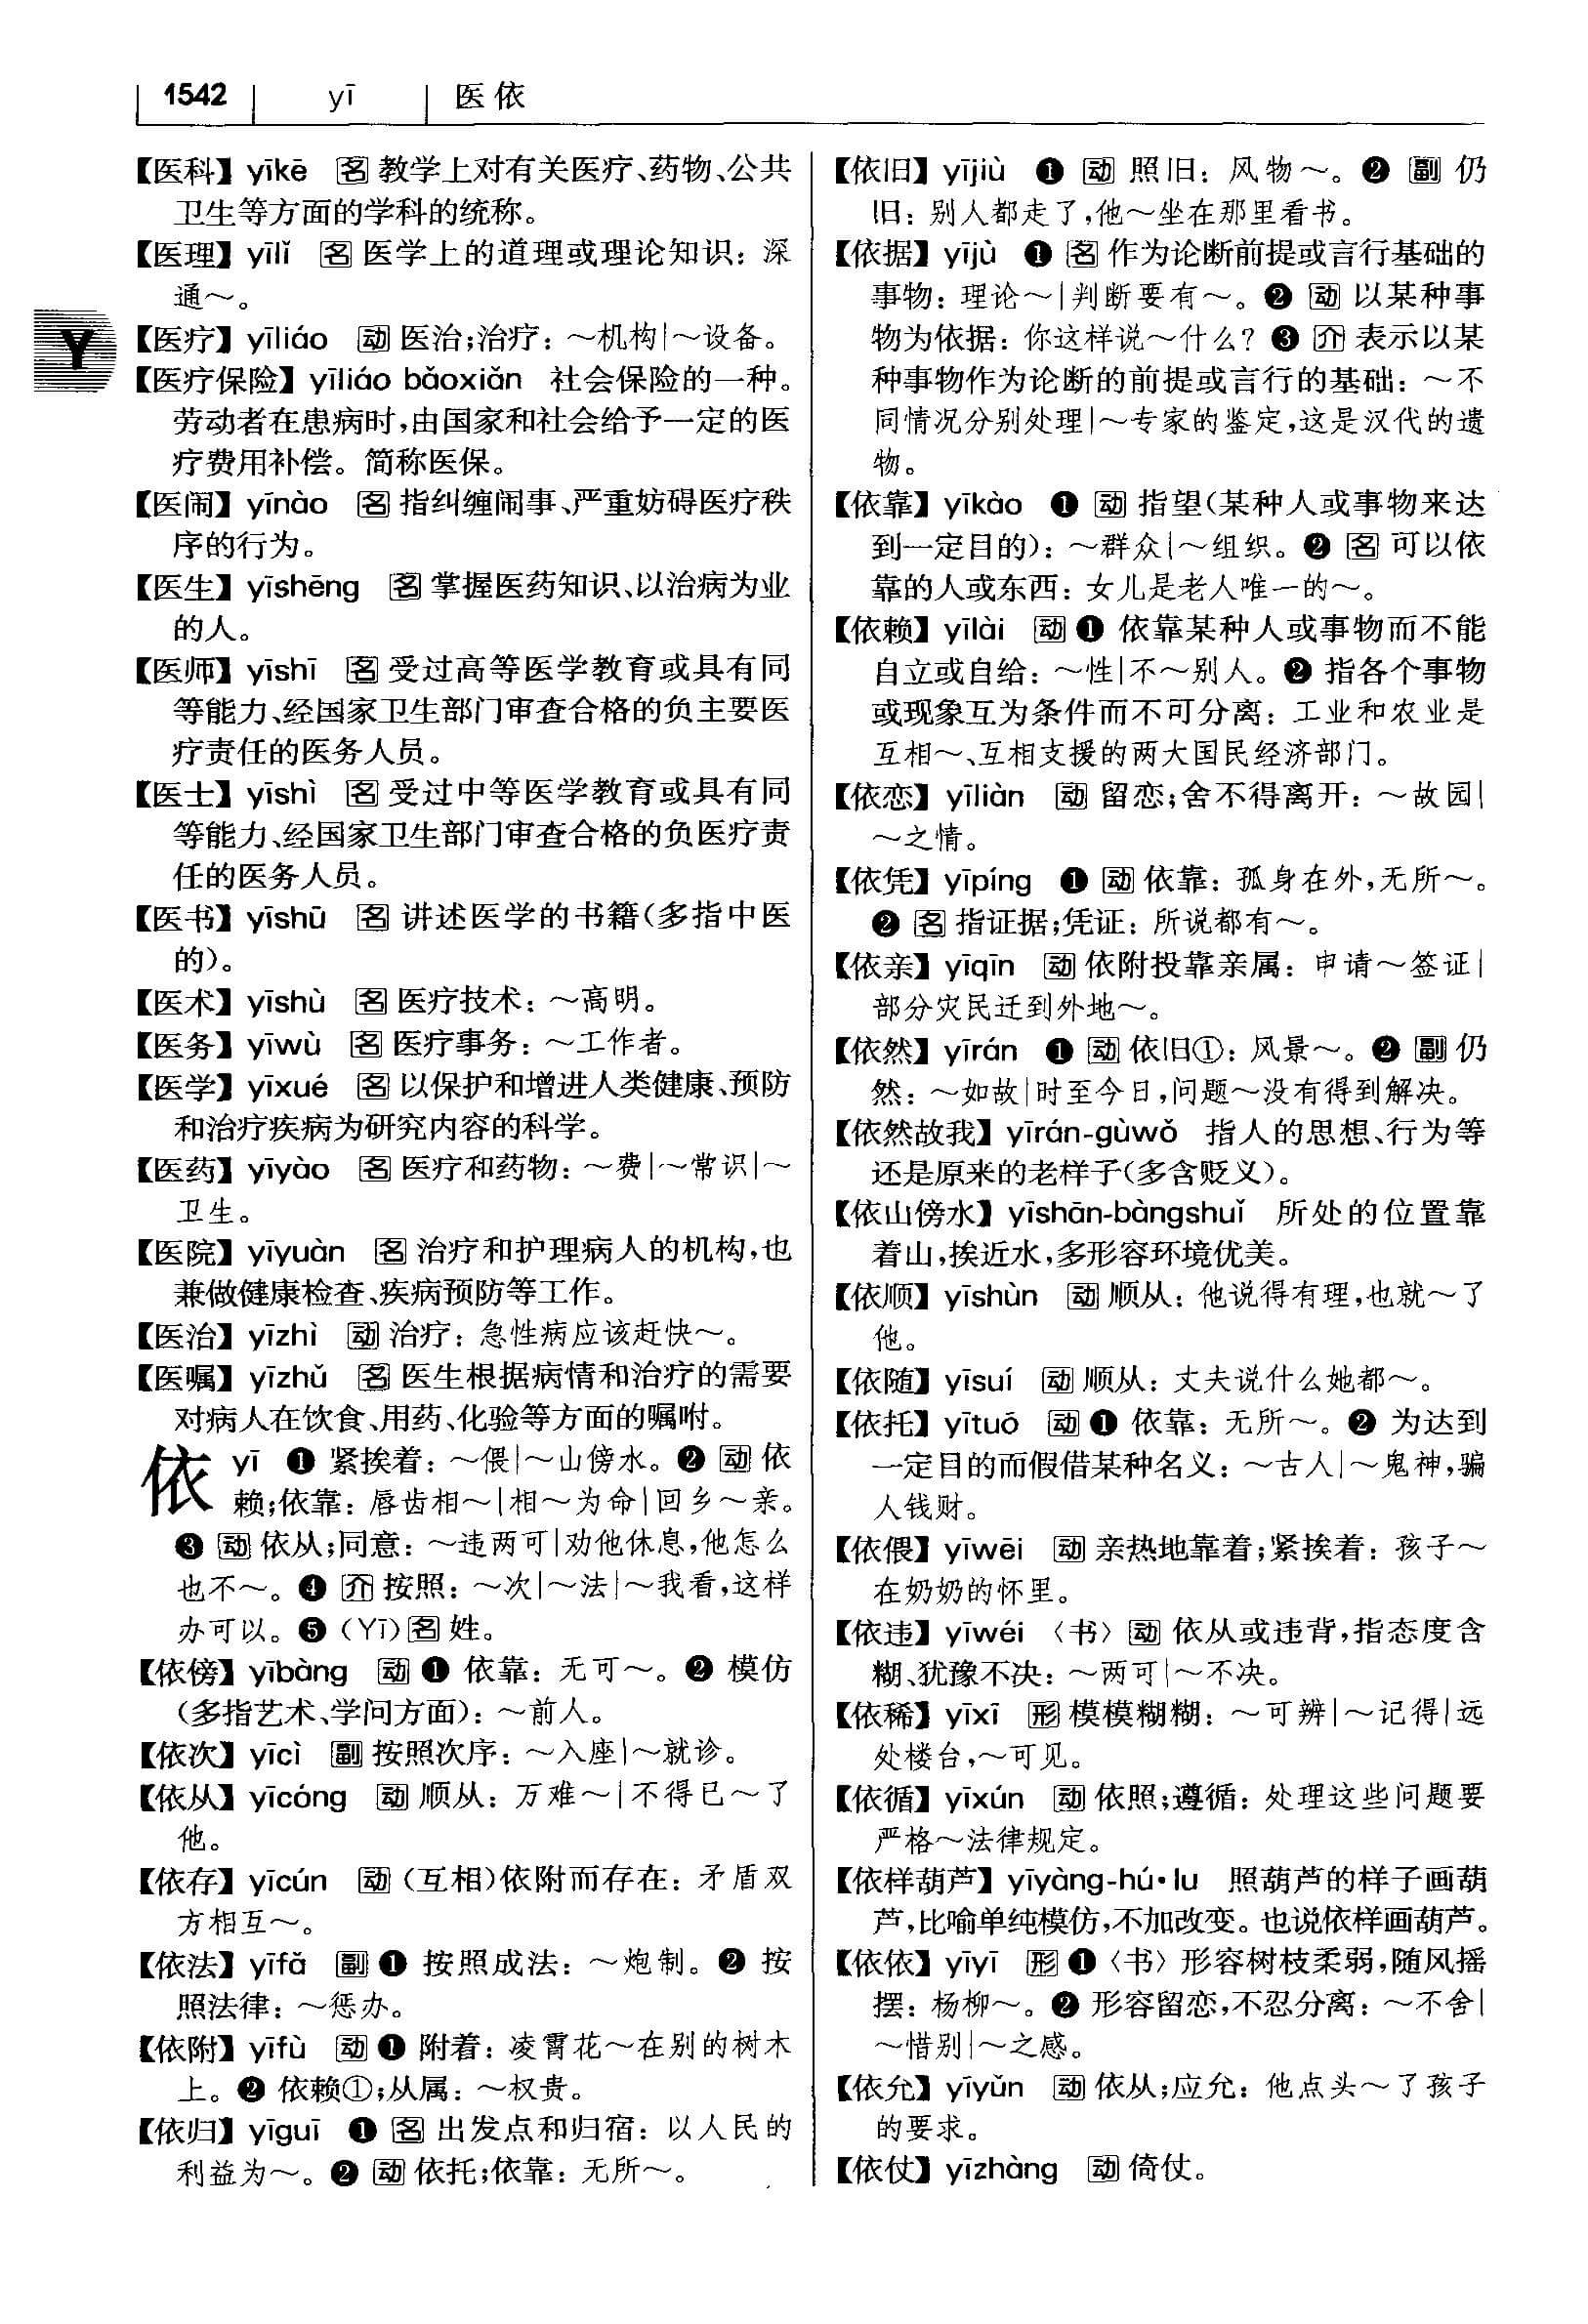 1542 yī 医依
【医科】yīkē 名 教学上对有关医疗、药物、公共
卫生等方面的学科的统称。
【医理】yīlǐ 名 医学上的道理或理论知识：深
通～。
Y
【医疗】yīliáo 动 医治；治疗：～机构|～设备。
【医疗保险】yīliáo bǎoxiǎn 社会保险的一种。
劳动者在患病时，由国家和社会给予一定的医
疗费用补偿。简称医保。
【医闹】yīnào 名 指纠缠闹事、严重妨碍医疗秩
序的行为。
【医生】yīshēng 名 掌握医药知识、以治病为业
的人。
【医师】yīshī 名 受过高等医学教育或具有同
等能力、经国家卫生部门审查合格的负主要医
疗责任的医务人员。
【医士】yīshì 名 受过中等医学教育或具有同
等能力、经国家卫生部门审查合格的负医疗责
任的医务人员。
【医书】yīshū 名 讲述医学的书籍（多指中医
的）。
【医术】yīshù 名 医疗技术：～高明。
【医务】yīwù 名 医疗事务：～工作者。
【医学】yīxué 名 以保护和增进人类健康、预防
和治疗疾病为研究内容的科学。
【医药】yīyào 名 医疗和药物：～费|～常识|～
卫生。
【医院】yīyuàn 名 治疗和护理病人的机构，也
兼做健康检查、疾病预防等工作。
【医治】yīzhì 动 治疗：急性病应该赶快～。
【医嘱】yīzhǔ 名 医生根据病情和治疗的需要
对病人在饮食、用药、化验等方面的嘱咐。
依 yī ❶ 紧挨着：～偎|～山傍水。❷ 动 依
赖；依靠：唇齿相～|相～为命|回乡～亲。
❸ 动 依从；同意：～违两可|劝他休息，他怎么
也不～。❹ 介 按照：～次|～法|～我看，这样
办可以。❺（Yī）名 姓。
【依傍】yībàng 动 ❶ 依靠：无可～。❷ 模仿
（多指艺术、学问方面）：～前人。
【依次】yīcì 副 按照次序：～入座|～就诊。
【依从】yīcóng 动 顺从：万难～|不得已～了
他。
【依存】yīcún 动（互相）依附而存在：矛盾双
方相互～。
【依法】yīfǎ 副 ❶ 按照成法：～炮制。❷ 按
照法律：～惩办。
【依附】yīfù 动 ❶ 附着：凌霄花～在别的树木
上。❷ 依赖①；从属：～权贵。
【依归】yīguī ❶ 名 出发点和归宿：以人民的
利益为～。❷ 动 依托；依靠：无所～。
【依旧】yījiù ❶ 动 照旧：风物～。❷ 副 仍
旧：别人都走了，他～坐在那里看书。
【依据】yījù ❶ 名 作为论断前提或言行基础的
事物：理论～|判断要有～。❷ 动 以某种事
物为依据：你这样说～什么？❸ 介 表示以某
种事物作为论断的前提或言行的基础：～不
同情况分别处理|～专家的鉴定，这是汉代的遗
物。
【依靠】yīkào ❶ 动 指望（某种人或事物来达
到一定目的）：～群众|～组织。❷ 名 可以依
靠的人或东西：女儿是老人唯一的～。
【依赖】yīlài 动 ❶ 依靠某种人或事物而不能
自立或自给：～性|不～别人。❷ 指各个事物
或现象互为条件而不可分离：工业和农业是
互相～、互相支援的两大国民经济部门。
【依恋】yīliàn 动 留恋；舍不得离开：～故园|
～之情。
【依凭】yīpíng ❶ 动 依靠：孤身在外，无所～。
❷ 名 指证据；凭证：所说都有～。
【依亲】yīqīn 动 依附投靠亲属：申请～签证|
部分灾民迁到外地～。
【依然】yīrán ❶ 动 依旧①：风景～。❷ 副 仍
然：～如故|时至今日，问题～没有得到解决。
【依然故我】yīrán-gùwǒ 指人的思想、行为等
还是原来的老样子（多含贬义）。
【依山傍水】yīshān-bàngshuǐ 所处的位置靠
着山，挨近水，多形容环境优美。
【依顺】yīshùn 动 顺从：他说得有理，也就～了
他。
【依随】yīsuí 动 顺从：丈夫说什么她都～。
【依托】yītuō 动 ❶ 依靠：无所～。❷ 为达到
一定目的而假借某种名义：～古人|～鬼神，骗
人钱财。
【依偎】yīwēi 动 亲热地靠着；紧挨着：孩子～
在奶奶的怀里。
【依违】yīwéi〈书〉动 依从或违背，指态度含
糊、犹豫不决：～两可|～不决。
【依稀】yīxī 形 模模糊糊：～可辨|～记得|远
处楼台，～可见。
【依循】yīxún 动 依照；遵循：处理这些问题要
严格～法律规定。
【依样葫芦】yīyàng-hú·lu 照葫芦的样子画葫
芦，比喻单纯模仿，不加改变。也说依样画葫芦。
【依依】yīyī 形 ❶〈书〉形容树枝柔弱，随风摇
摆：杨柳～。❷ 形容留恋，不忍分离：～不舍|
～惜别|～之感。
【依允】yīyǔn 动 依从；应允：他点头～了孩子
的要求。
【依仗】yīzhàng 动 倚仗。